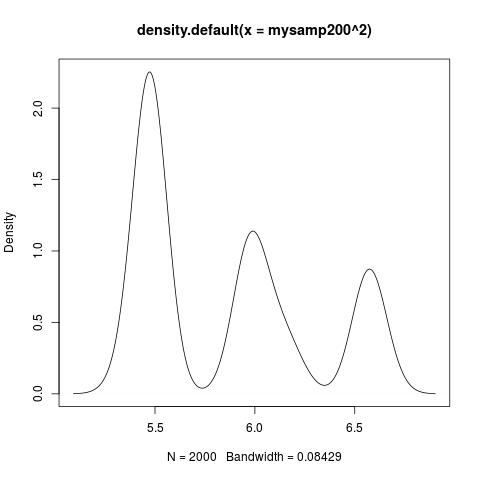 density.default(x = mysamp200^2)
Density
2.0
1.5
1.0
0.5
0.0
5.5 6.0 6.5
N = 2000 Bandwidth = 0.08429